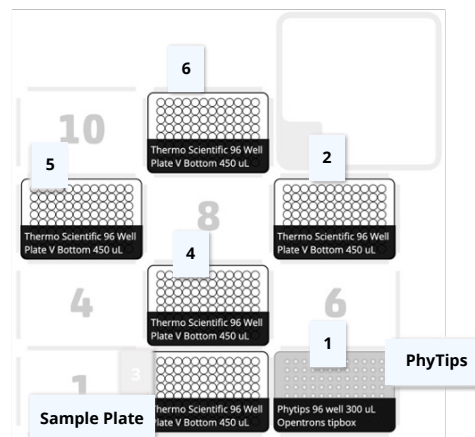 6
10
Thermo Scientific 96 Well
Plate V Bottom 450 uL
5
2
Thermo Scientific 96 Well
Plate V Bottom 450 uL
8
Thermo Scientific 96 Well
Plate V Bottom 450 uL
4
4
6
Thermo Scientific 96 Well
Plate V Bottom 450 uL
1
PhyTips
1
3
Sample Plate
Thermo Scientific 96 Well
Plate V Bottom 450 uL
Phytips 96 well 300 uL
Opentrons tipbox